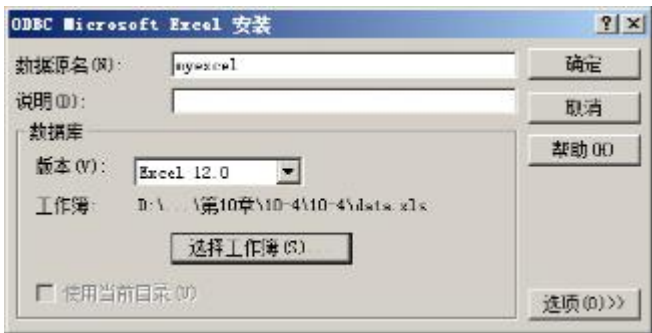 ODBC Microsoft Excel 安装
数据源名(N): myexcel 确定
说明(D): 取消
数据库 帮助(H)
版本(V): Excel 12.0
工作簿: D:\...\第10章\10-4\10-4\data.xls
选择工作簿(S)...
使用当前目录(U)
选项(O)>>